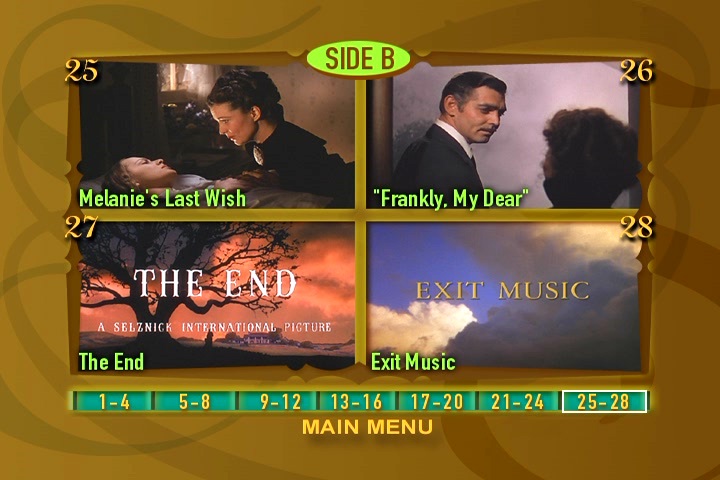 SIDE B
25
26
Melanie's Last Wish
"Frankly, My Dear"
27
28
THE END
A SELZNICK INTERNATIONAL PICTURE
EXIT MUSIC
The End
Exit Music
1-4 5-8 9-12 13-16 17-20 21-24 25-28
MAIN MENU